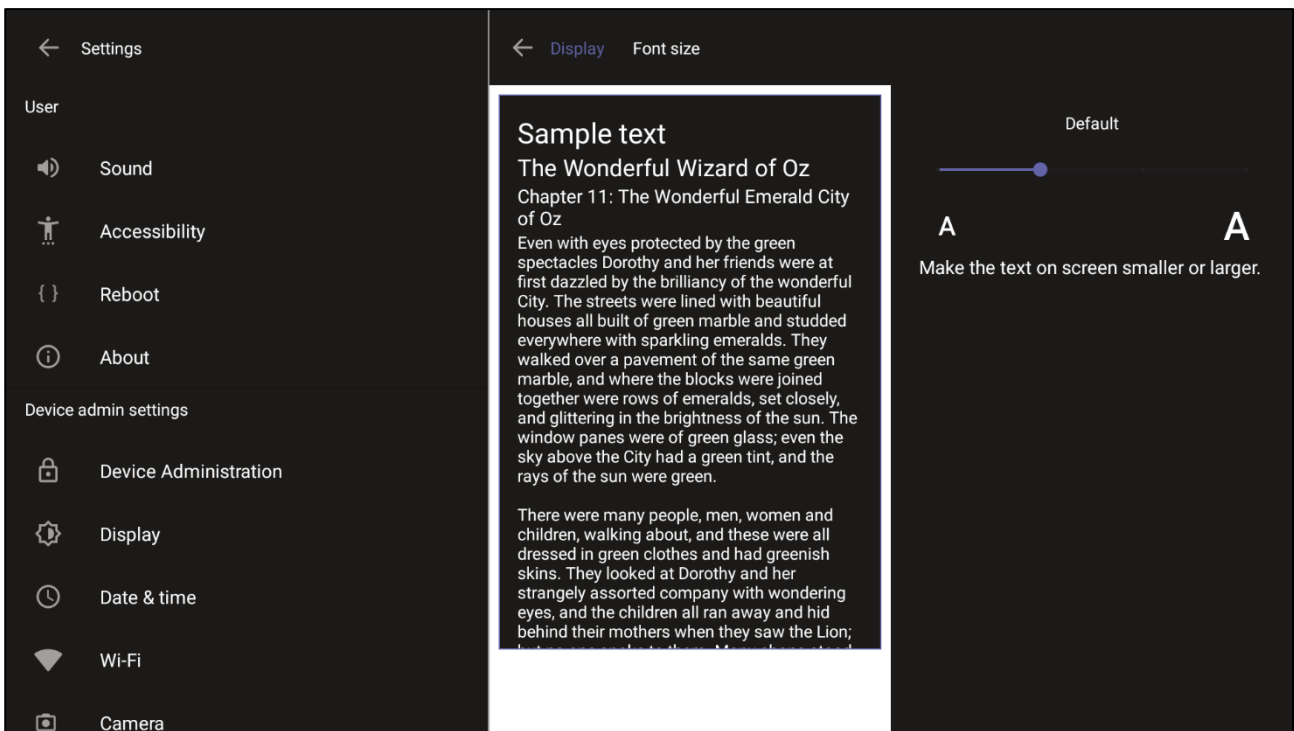 Settings
User
Sound
Accessibility
{ } Reboot
About
Device admin settings
Device Administration
Display
Date & time
Wi-Fi
Camera
Display Font size
Sample text
The Wonderful Wizard of Oz
Chapter 11: The Wonderful Emerald City
of Oz
Even with eyes protected by the green
spectacles Dorothy and her friends were at
first dazzled by the brilliancy of the wonderful
City. The streets were lined with beautiful
houses all built of green marble and studded
everywhere with sparkling emeralds. They
walked over a pavement of the same green
marble, and where the blocks were joined
together were rows of emeralds, set closely,
and glittering in the brightness of the sun. The
window panes were of green glass; even the
sky above the City had a green tint, and the
rays of the sun were green.
There were many people, men, women and
children, walking about, and these were all
dressed in green clothes and had greenish
skins. They looked at Dorothy and her
strangely assorted company with wondering
eyes, and the children all ran away and hid
behind their mothers when they saw the Lion;
Default
A A
Make the text on screen smaller or larger.